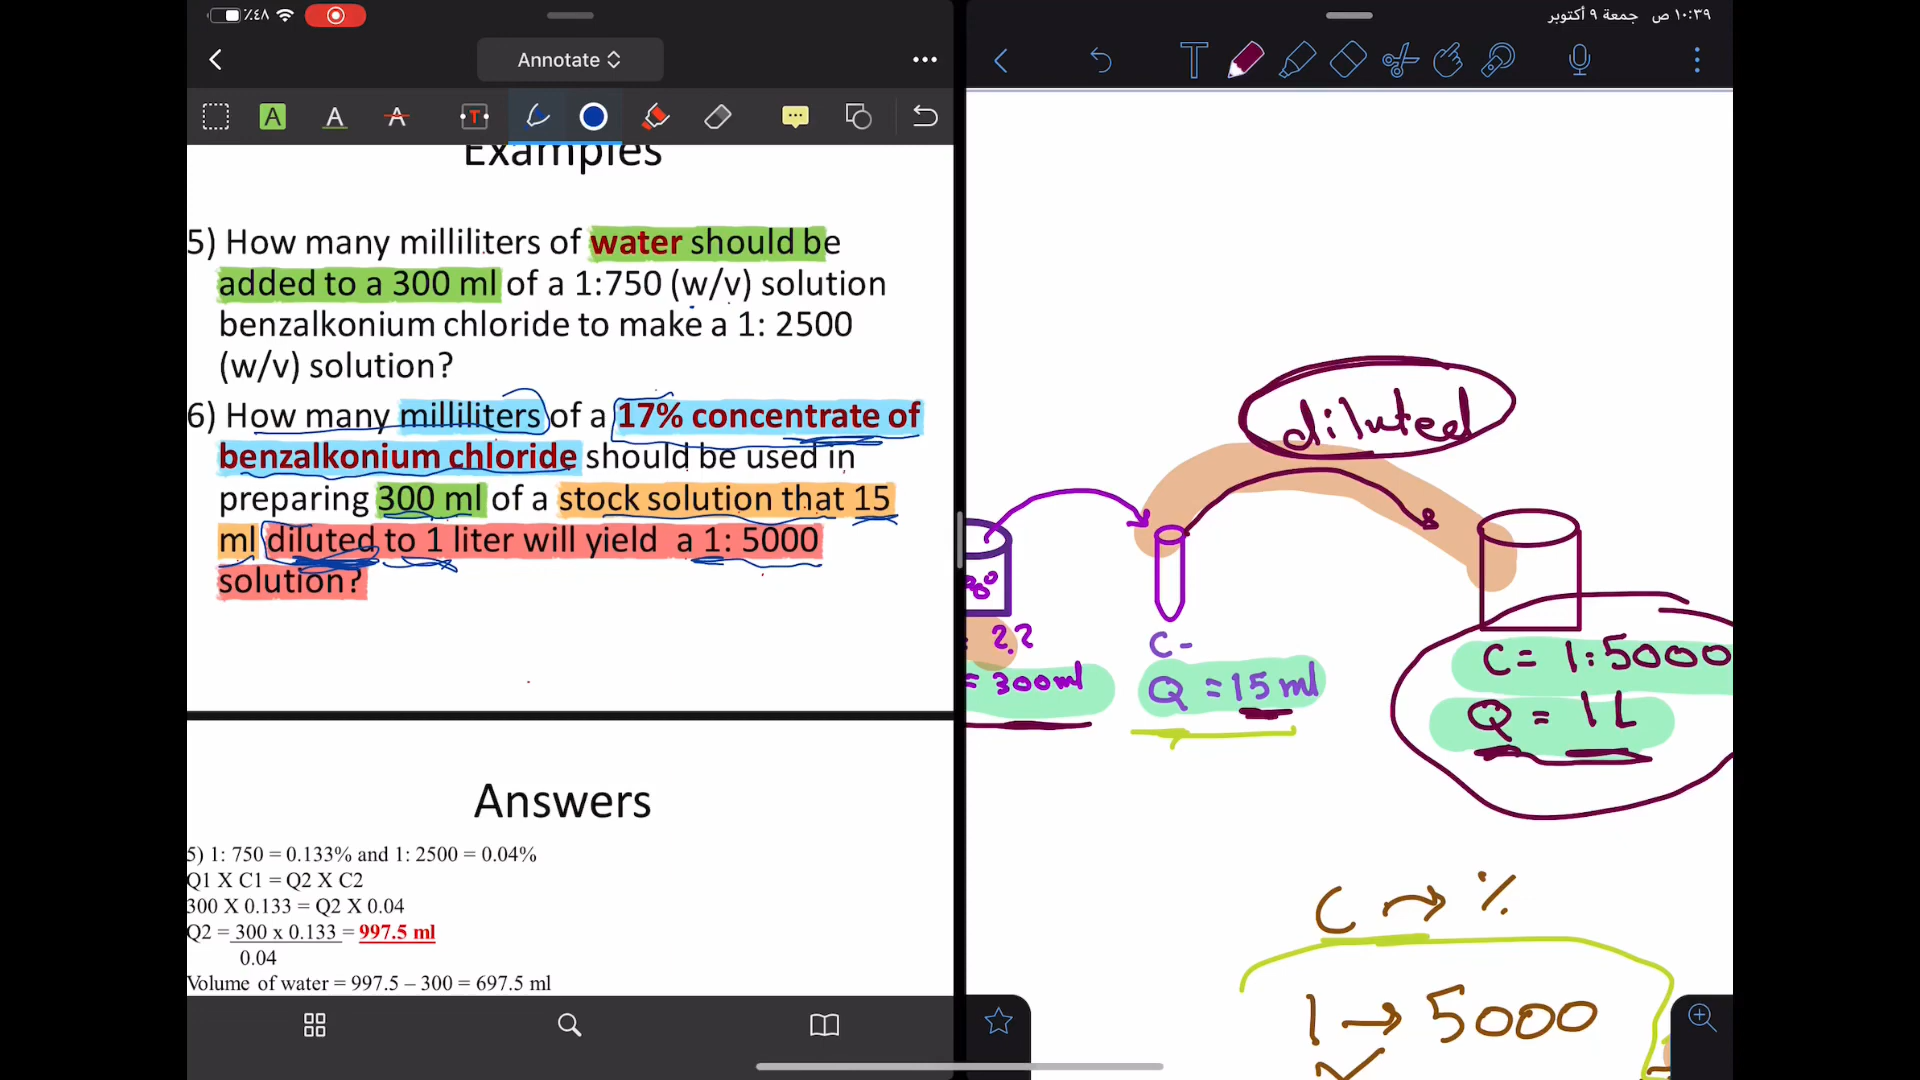 ٪٤٨
١٠:٣٩ ص جمعة ٩ أكتوبر
Annotate
Examples
5) How many milliliters of water should be
added to a 300 ml of a 1:750 (w/v) solution
benzalkonium chloride to make a 1: 2500
(w/v) solution?
6) How many milliliters of a 17% concentrate of
benzalkonium chloride should be used in
preparing 300 ml of a stock solution that 15
ml diluted to 1 liter will yield a 1: 5000
solution?
Answers
5) 1: 750 = 0.133% and 1: 2500 = 0.04%
Q1 X C1 = Q2 X C2
300 X 0.133 = Q2 X 0.04
Q2 = 300 x 0.133 = 997.5 ml
0.04
Volume of water = 997.5 – 300 = 697.5 ml
diluted
= ??
= 300ml
C -
Q = 15 ml
C = 1:5000
Q = 1 L
C → %
1 → 5000